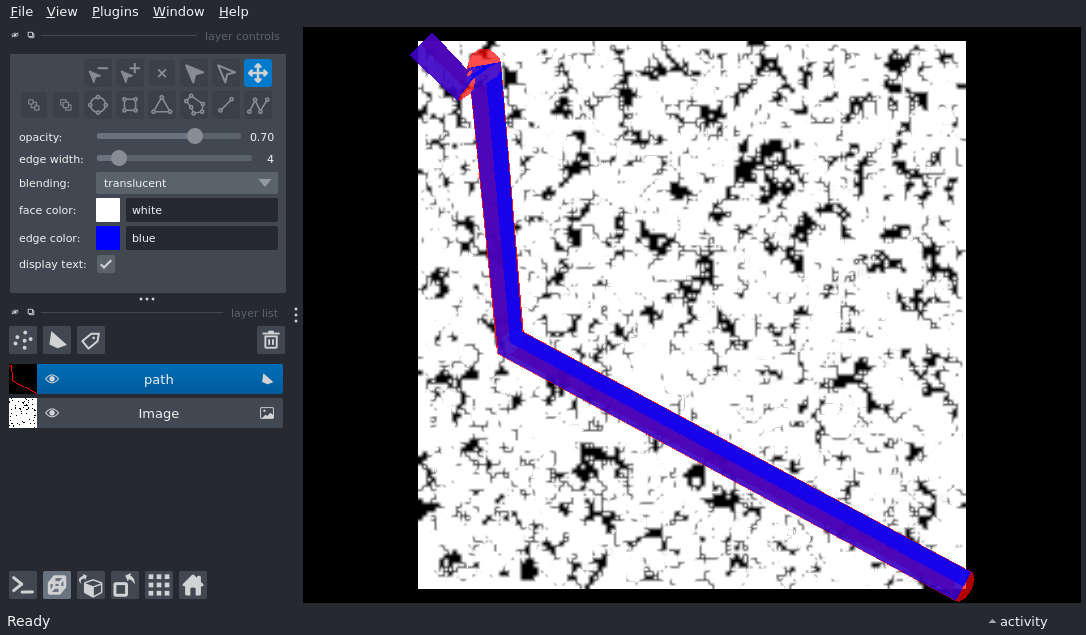 File View Plugins Window Help
layer controls
opacity: 0.70
edge width: 4
blending: translucent
face color: white
edge color: blue
display text:
layer list
path
Image
Ready activity